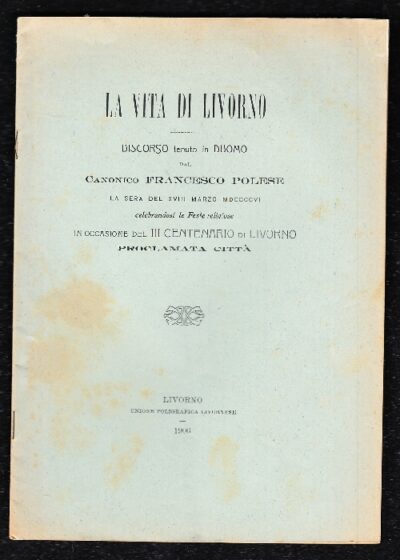 LA VITA DI LIVORNO
DISCORSO tenuto in DUOMO
DAL
CANONICO FRANCESCO POLESE
LA SERA DEL XVIII MARZO MDCCCCVI
celebrandosi le Feste religiose
IN OCCASIONE DEL III CENTENARIO DI LIVORNO
PROCLAMATA CITTÀ
LIVORNO
UNIONE POLIGRAFICA LIVORNESE
1906